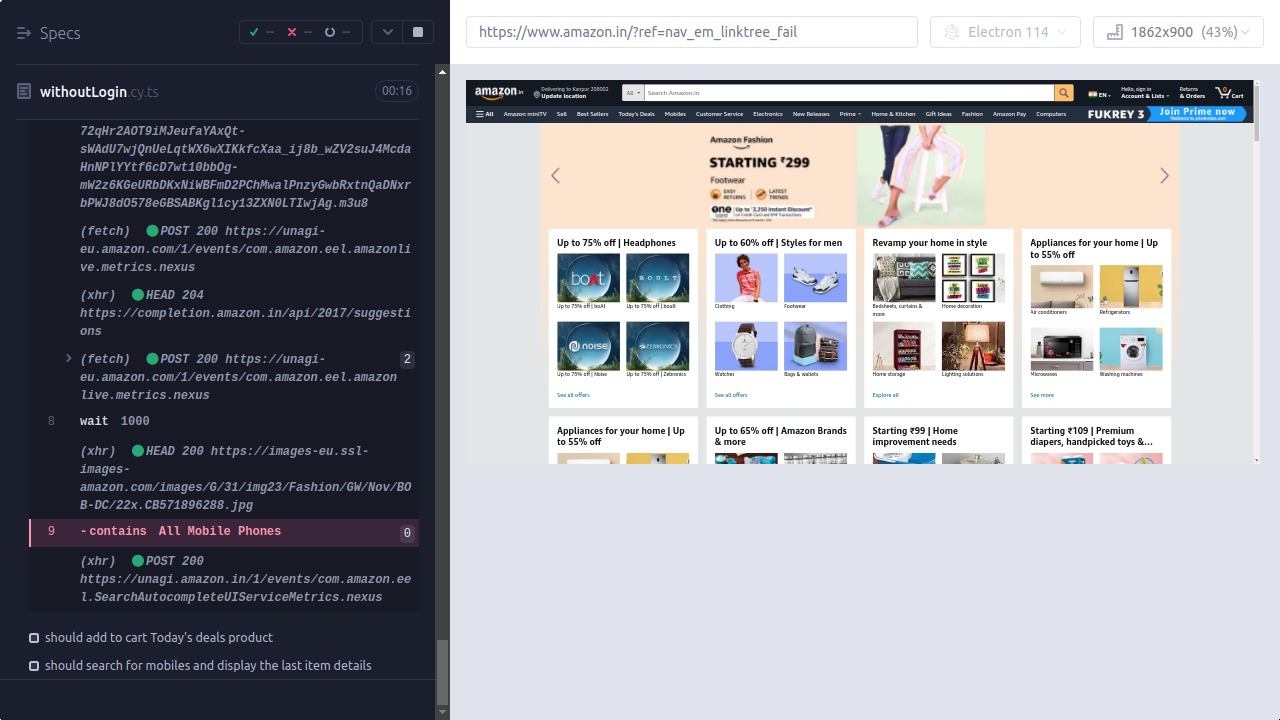 Specs
--
--
--
withoutLogin.cy.ts
00:16
72qHr2AOT9iMJeufaYAxQt-
sWAdU7wjQnUeLqtWX6wXIKkfcXaa_ij8b_wZV2suJ4Mcda
HnNPlYYtf6cD7wt10bbOg-
mW2z6KGeURbDKxNiWBFmD2PChMwalPnzyGwbRxtnQaDNxr
bPWJ8dO578eGBSABKgl1cy13ZXN0LTIwjAg.m3u8
(fetch) POST 200 https://unagi-
eu.amazon.com/1/events/com.amazon.eel.amazonli
ve.metrics.nexus
(xhr) HEAD 204
https://completion.amazon.in/api/2017/suggesti
ons
(fetch) POST 200 https://unagi-
eu.amazon.com/1/events/com.amazon.eel.amazon
live.metrics.nexus
2
8 wait 1000
(xhr) HEAD 200 https://images-eu.ssl-
images-
amazon.com/images/G/31/img23/Fashion/GW/Nov/BO
B-DC/22x.CB571896288.jpg
9 -contains All Mobile Phones 0
(xhr) POST 200
https://unagi.amazon.in/1/events/com.amazon.ee
l.SearchAutocompleteUIServiceMetrics.nexus
should add to cart Today's deals product
should search for mobiles and display the last item details
https://www.amazon.in/?ref=nav_em_linktree_fail
Electron 114
1862x900 (43%)
amazon.in
Delivering to Kanpur 208002
Update location
All
Search Amazon.in
EN
Hello, sign in
Account & Lists
Returns
& Orders
0
Cart
All Amazon miniTV Sell Best Sellers Today's Deals Mobiles Customer Service Electronics New Releases Prime Home & Kitchen Gift Ideas Fashion Amazon Pay Computers
FUKREY 3
Join Prime now
Amazon Fashion
STARTING ₹299
Footwear
EASY RETURNS
LATEST TRENDS
one card
Up to ₹2,250 Instant Discount*
Up to 75% off | Headphones
boAt
BOULT
Up to 75% off | boAt
Up to 75% off | boult
noise
ZEBRONICS
Up to 75% off | Noise
Up to 75% off | Zebronics
See all offers
Up to 60% off | Styles for men
Clothing
Footwear
Watches
Bags & wallets
See all offers
Revamp your home in style
Bedsheets, curtains &
more
Home decoration
Home storage
Lighting solutions
Explore all
Appliances for your home | Up
to 55% off
Air conditioners
Refrigerators
Microwaves
Washing machines
See more
Appliances for your home | Up
to 55% off
Up to 65% off | Amazon Brands
& more
Starting ₹99 | Home
improvement needs
Starting ₹109 | Premium
diapers, handpicked toys &...